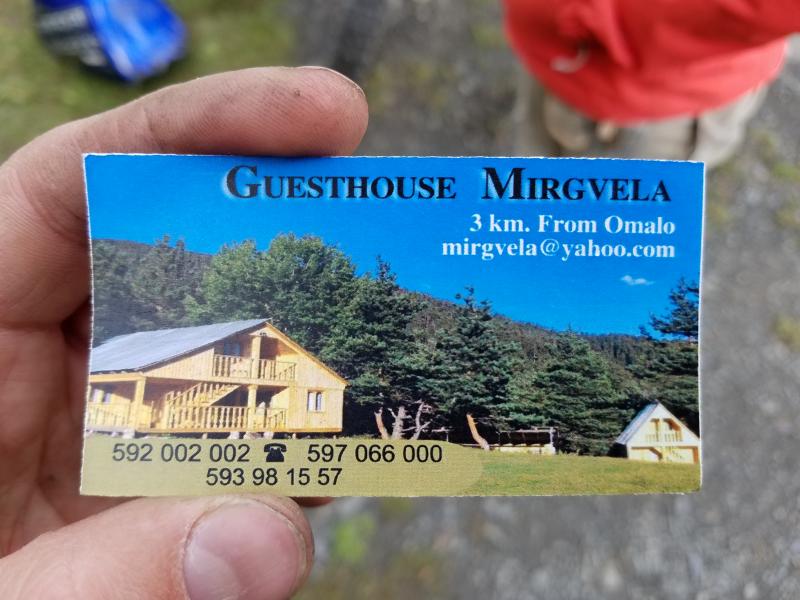 GUESTHOUSE MIRGVELA
3 km. From Omalo
mirgvela@yahoo.com
592 002 002 ☎ 597 066 000
593 98 15 57